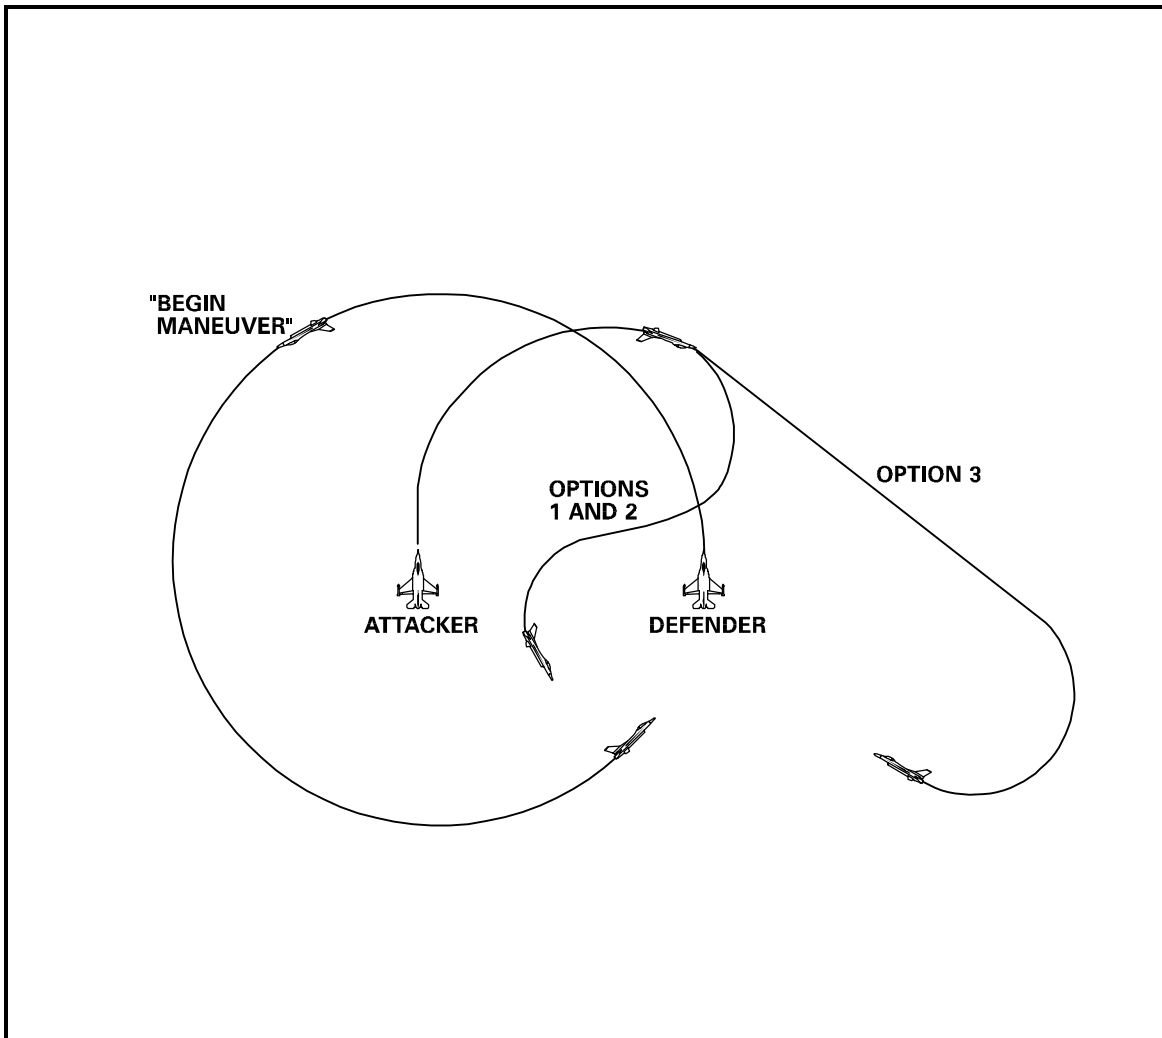 "BEGIN
MANEUVER"
OPTION 3
OPTIONS
1 AND 2
ATTACKER
DEFENDER